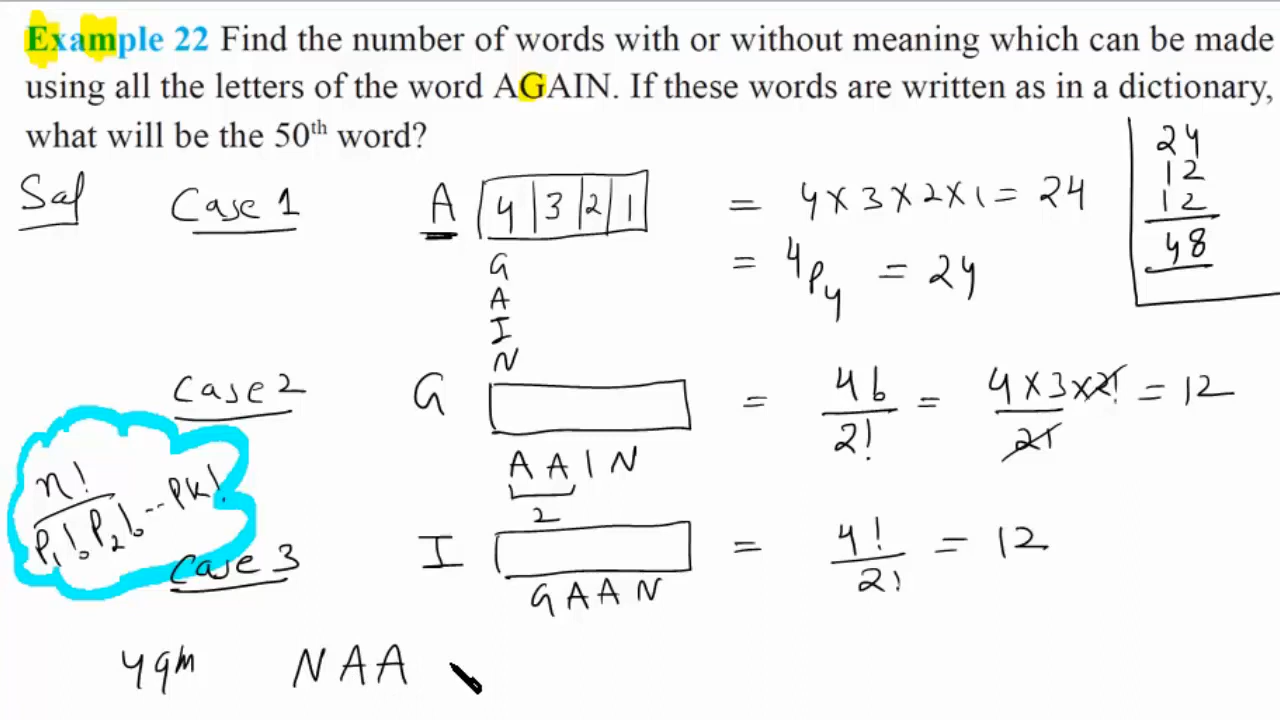 Example 22 Find the number of words with or without meaning which can be made
using all the letters of the word AGAIN. If these words are written as in a dictionary,
what will be the 50th word?
Sol Case 1 A 4 3 2 1 = 4 × 3 × 2 × 1 = 24
= 4P4 = 24
G
A
I
N
24
12
12
48
Case 2 G = 4! / 2! = 4 × 3 × 2! / 2! = 12
A A I N
2
n! / P1! . P2! ... Pk!
Case 3 I = 4! / 2! = 12
G A A N
49th N A A